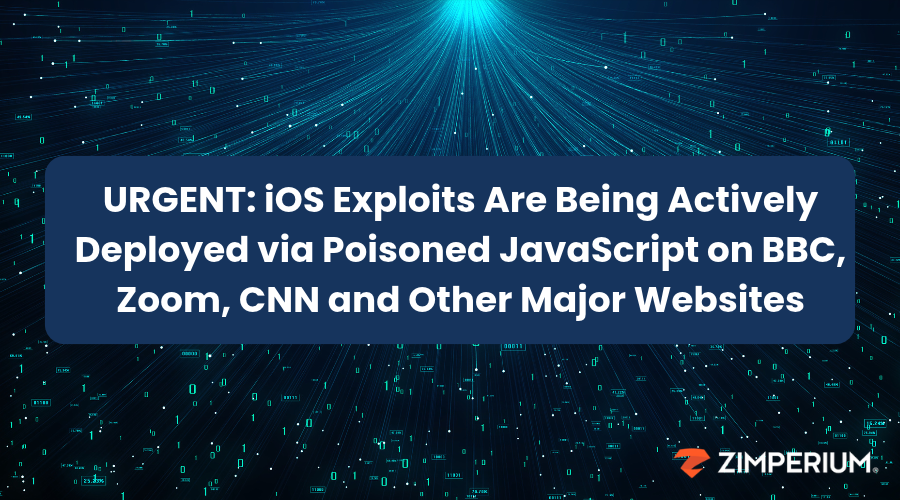 URGENT: iOS Exploits Are Being Actively
Deployed via Poisoned JavaScript on BBC,
Zoom, CNN and Other Major Websites
ZIMPERIUM®